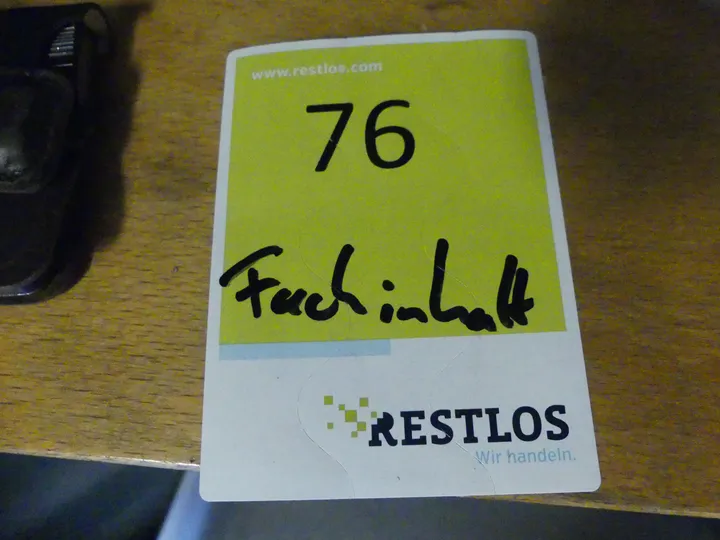 www.restlos.com
76
Fachinhalt
RESTLOS
Wir handeln.